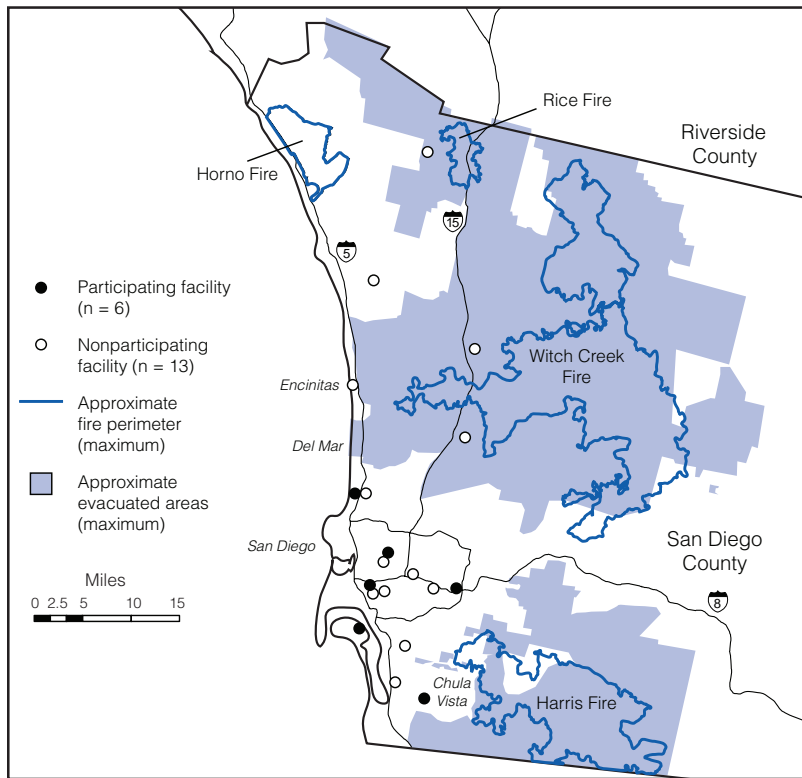 Rice Fire
Riverside
County
Horno Fire
15
5
Participating facility
(n = 6)
Nonparticipating
facility (n = 13)
Witch Creek
Fire
Encinitas
Approximate
fire perimeter
(maximum)
Del Mar
Approximate
evacuated areas
(maximum)
San Diego
San Diego
County
Miles
0 2.5 5 10 15
8
Chula
Vista
Harris Fire